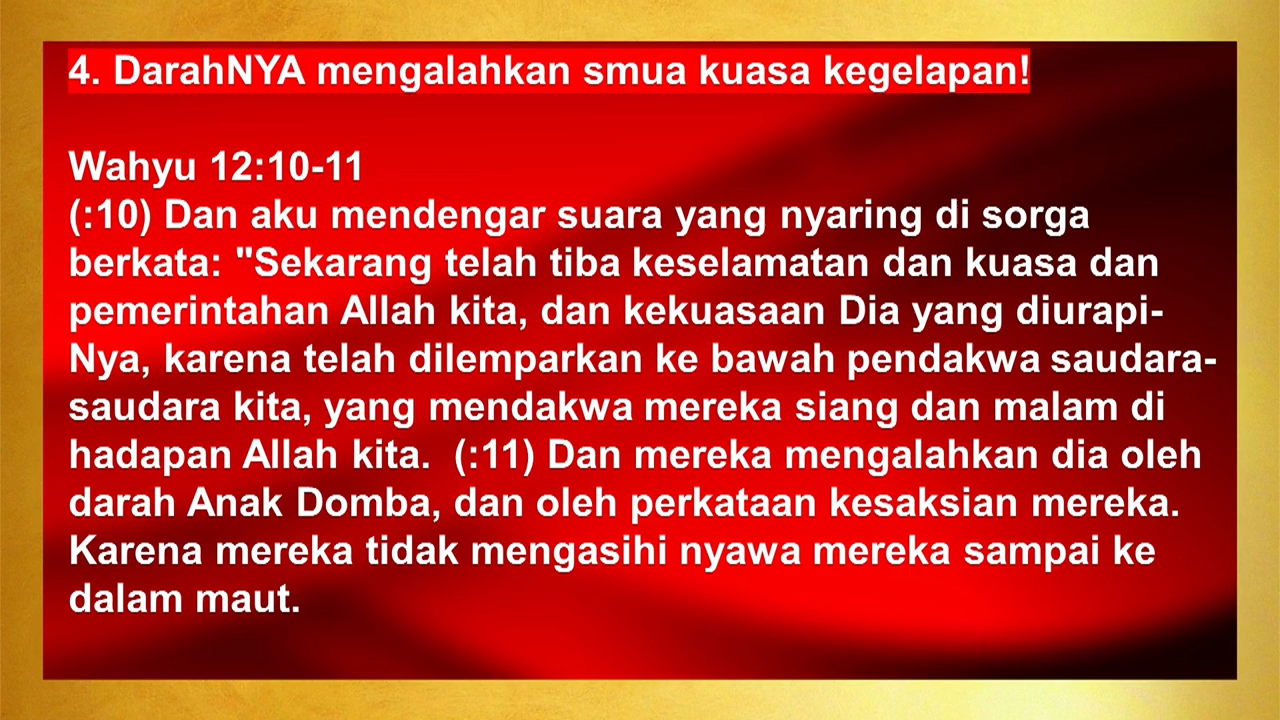 4. DarahNYA mengalahkan smua kuasa kegelapan!
Wahyu 12:10-11
(:10) Dan aku mendengar suara yang nyaring di sorga
berkata: "Sekarang telah tiba keselamatan dan kuasa dan
pemerintahan Allah kita, dan kekuasaan Dia yang diurapi-
Nya, karena telah dilemparkan ke bawah pendakwa saudara-
saudara kita, yang mendakwa mereka siang dan malam di
hadapan Allah kita.  (:11) Dan mereka mengalahkan dia oleh
darah Anak Domba, dan oleh perkataan kesaksian mereka.
Karena mereka tidak mengasihi nyawa mereka sampai ke
dalam maut.